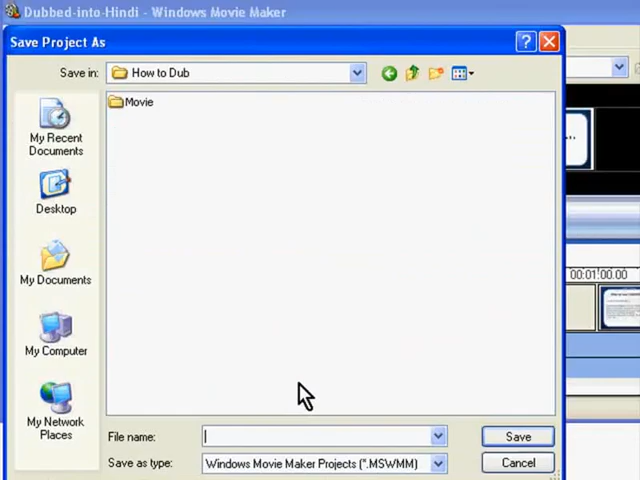 Dubbed-into-Hindi - Windows Movie Maker
Save Project As
Save in: How to Dub
Movie
My Recent
Documents
Desktop
My Documents
My Computer
My Network
Places
00:01:00.00
File name:
Save
Save as type: Windows Movie Maker Projects (*.MSWMM)
Cancel